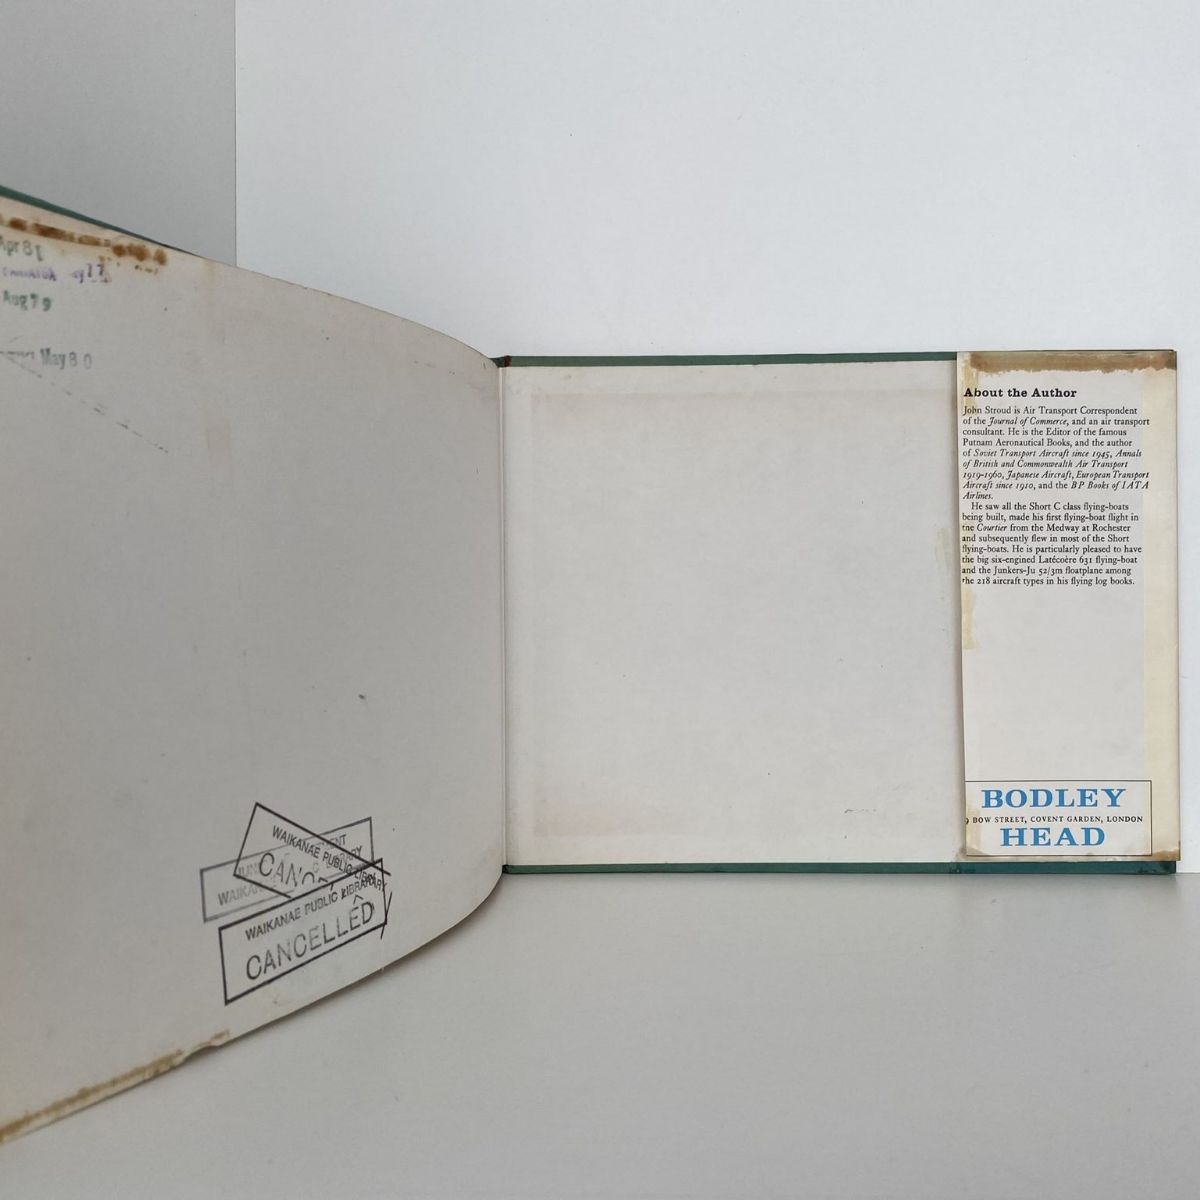 Apr 81
May 77
Aug 79
May 80
WAIKANAE PUBLIC LIBRARY
WAIKANAE PUBLIC LIBRARY
CANCELLED
About the Author
John Stroud is Air Transport Correspondent
of the Journal of Commerce, and an air transport
consultant. He is the Editor of the famous
Putnam Aeronautical Books, and the author
of Soviet Transport Aircraft since 1945, Annals
of British and Commonwealth Air Transport
1919-1960, Japanese Aircraft, European Transport
Aircraft since 1910, and the BP Books of IATA
Airlines.
He saw all the Short C class flying-boats
being built, made his first flying-boat flight in
the Courtier from the Medway at Rochester
and subsequently flew in most of the Short
flying-boats. He is particularly pleased to have
the big six-engined Latécoère 631 flying-boat
and the Junkers-Ju 52/3m floatplane among
the 218 aircraft types in his flying log books.
BODLEY
9 BOW STREET, COVENT GARDEN, LONDON
HEAD